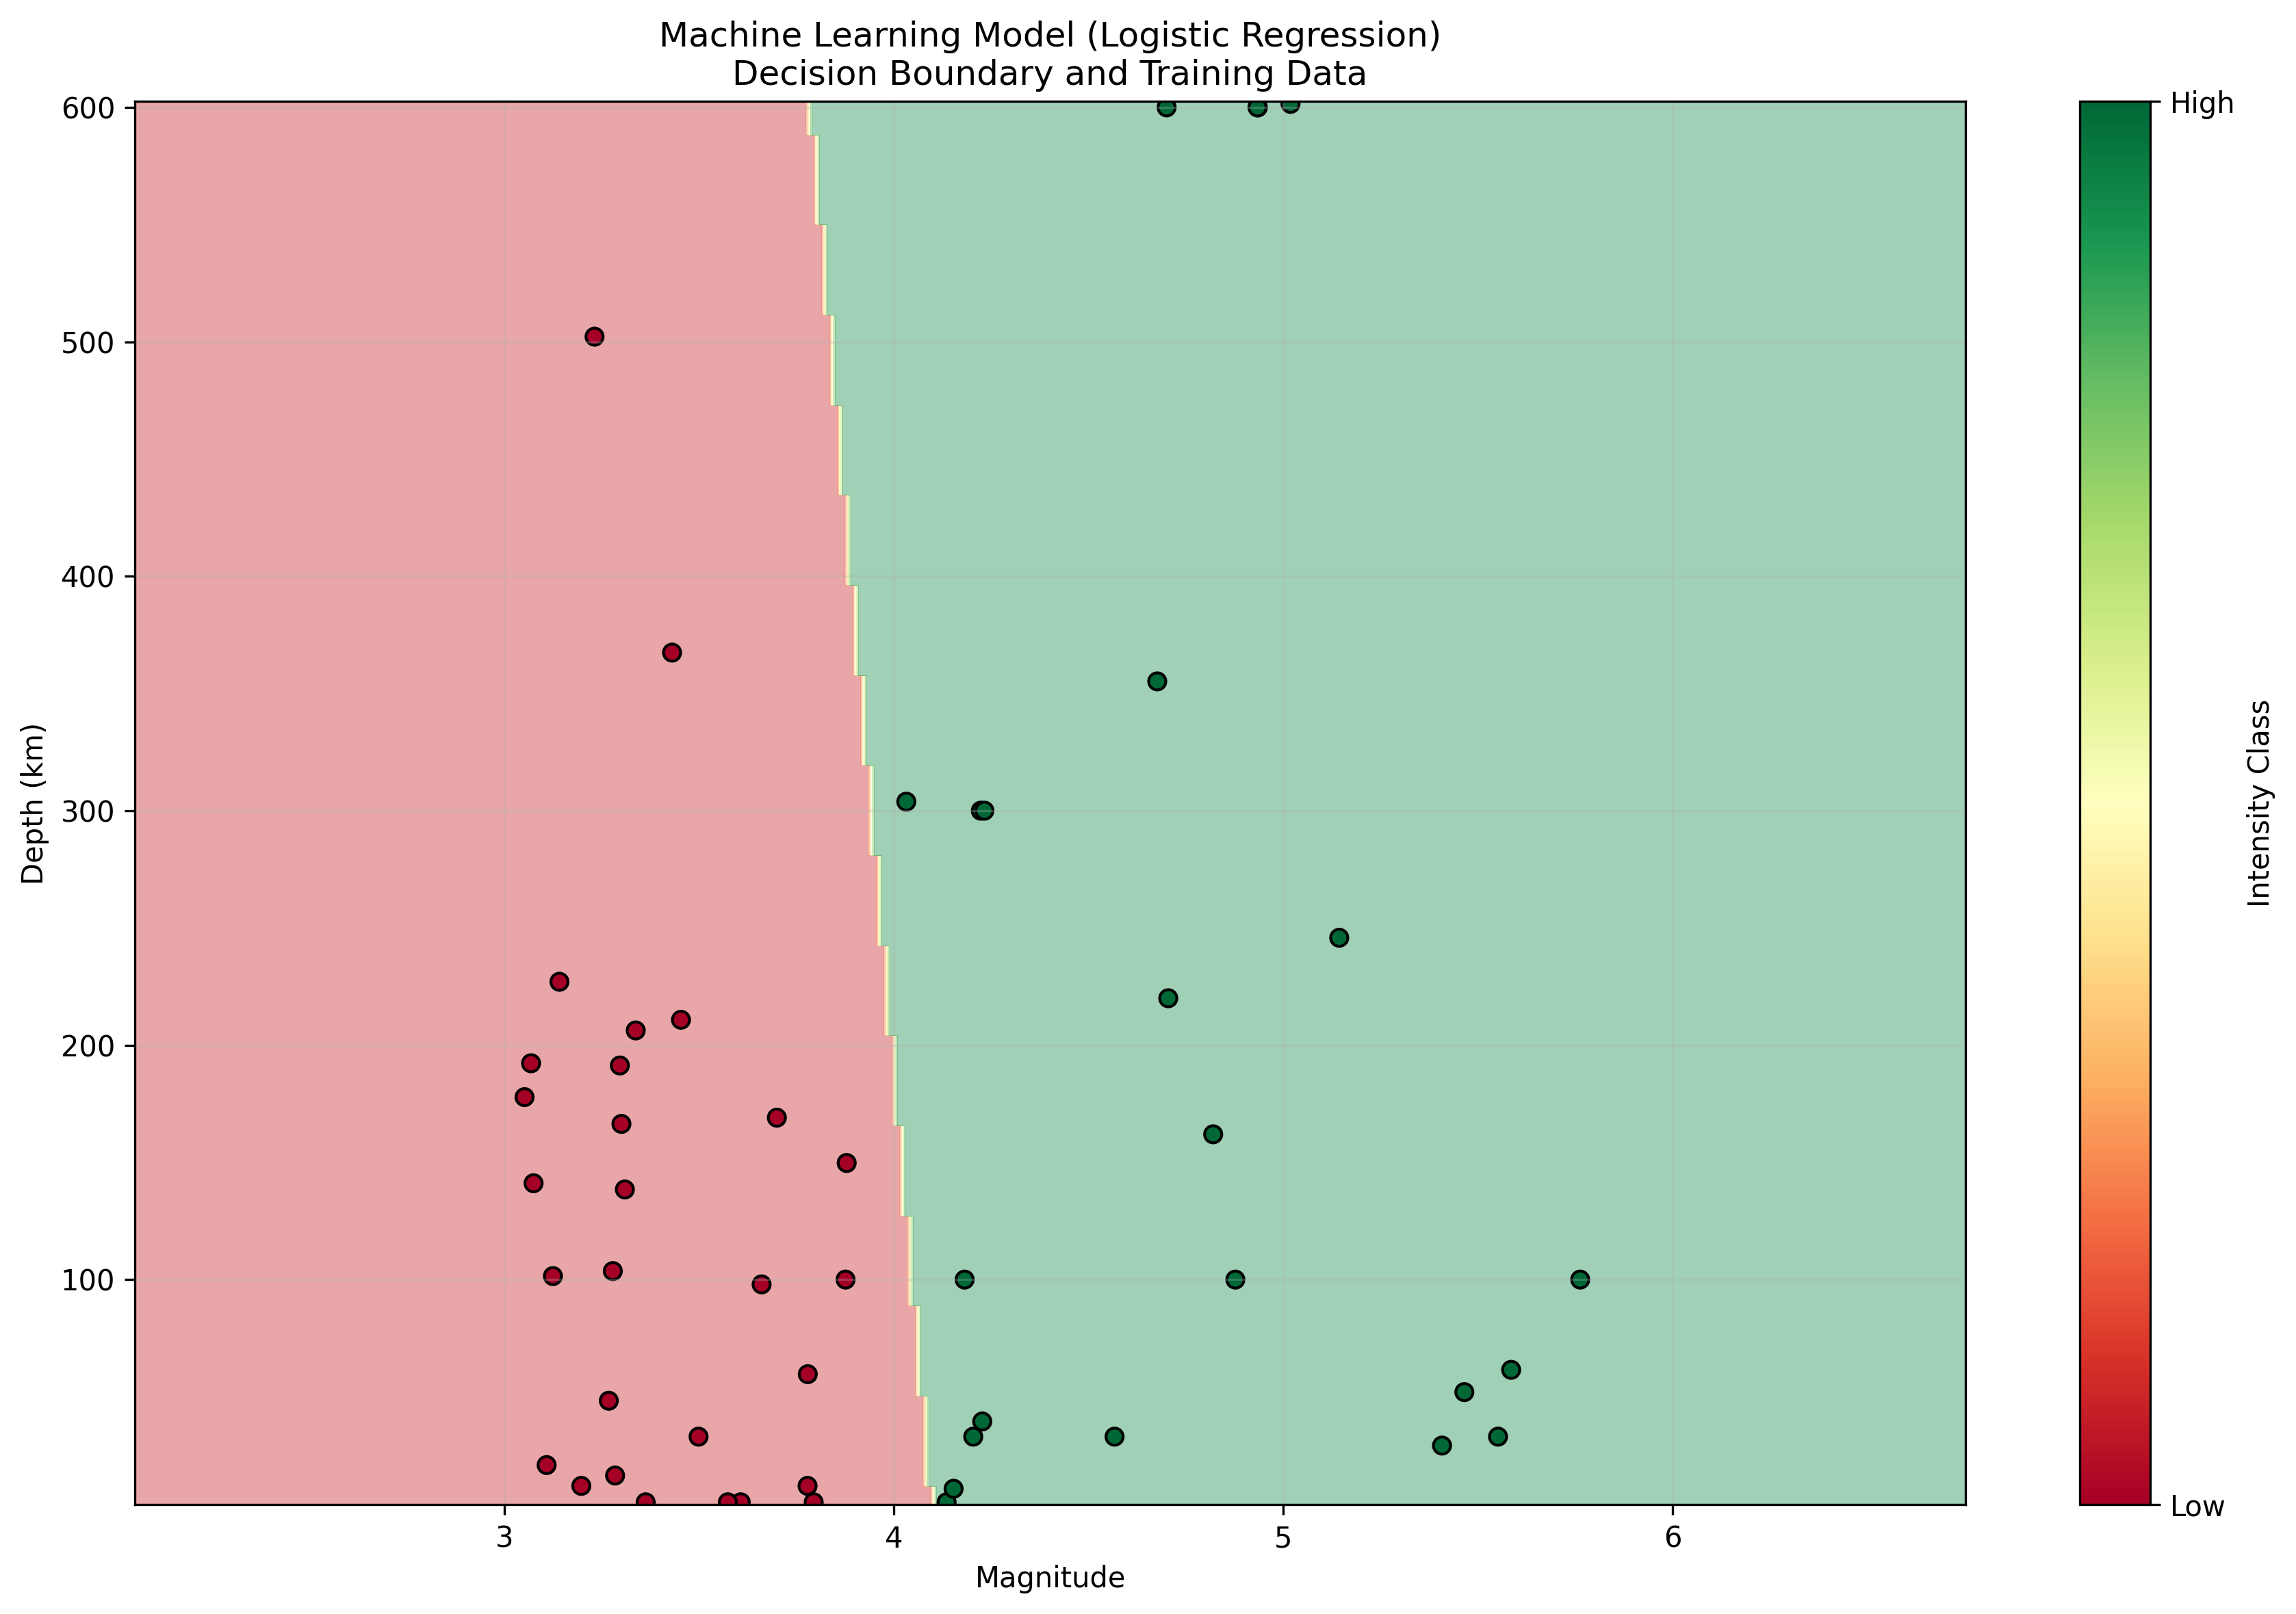 Machine Learning Model (Logistic Regression)
Decision Boundary and Training Data
600
500
400
300
200
100
Depth (km)
3
4
5
6
Magnitude
High
Low
Intensity Class